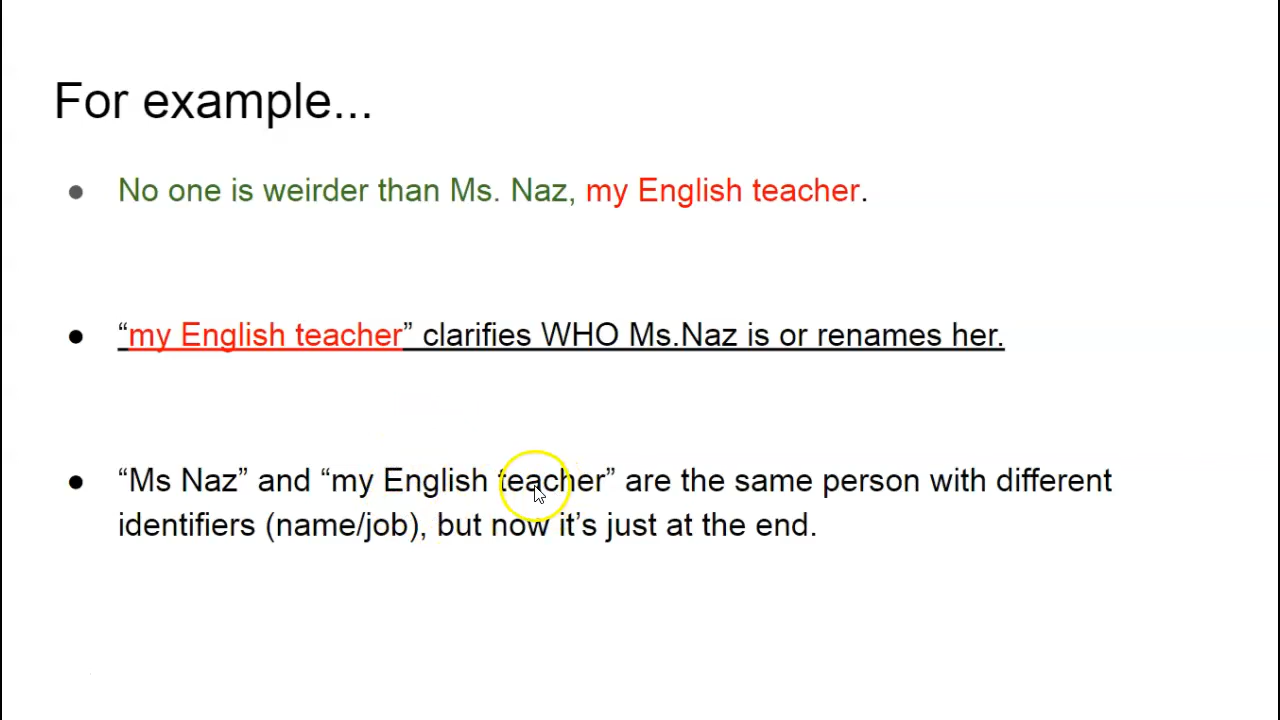 For example...
● No one is weirder than Ms. Naz, my English teacher.
● “my English teacher” clarifies WHO Ms.Naz is or renames her.
● “Ms Naz” and “my English teacher” are the same person with different
identifiers (name/job), but now it’s just at the end.